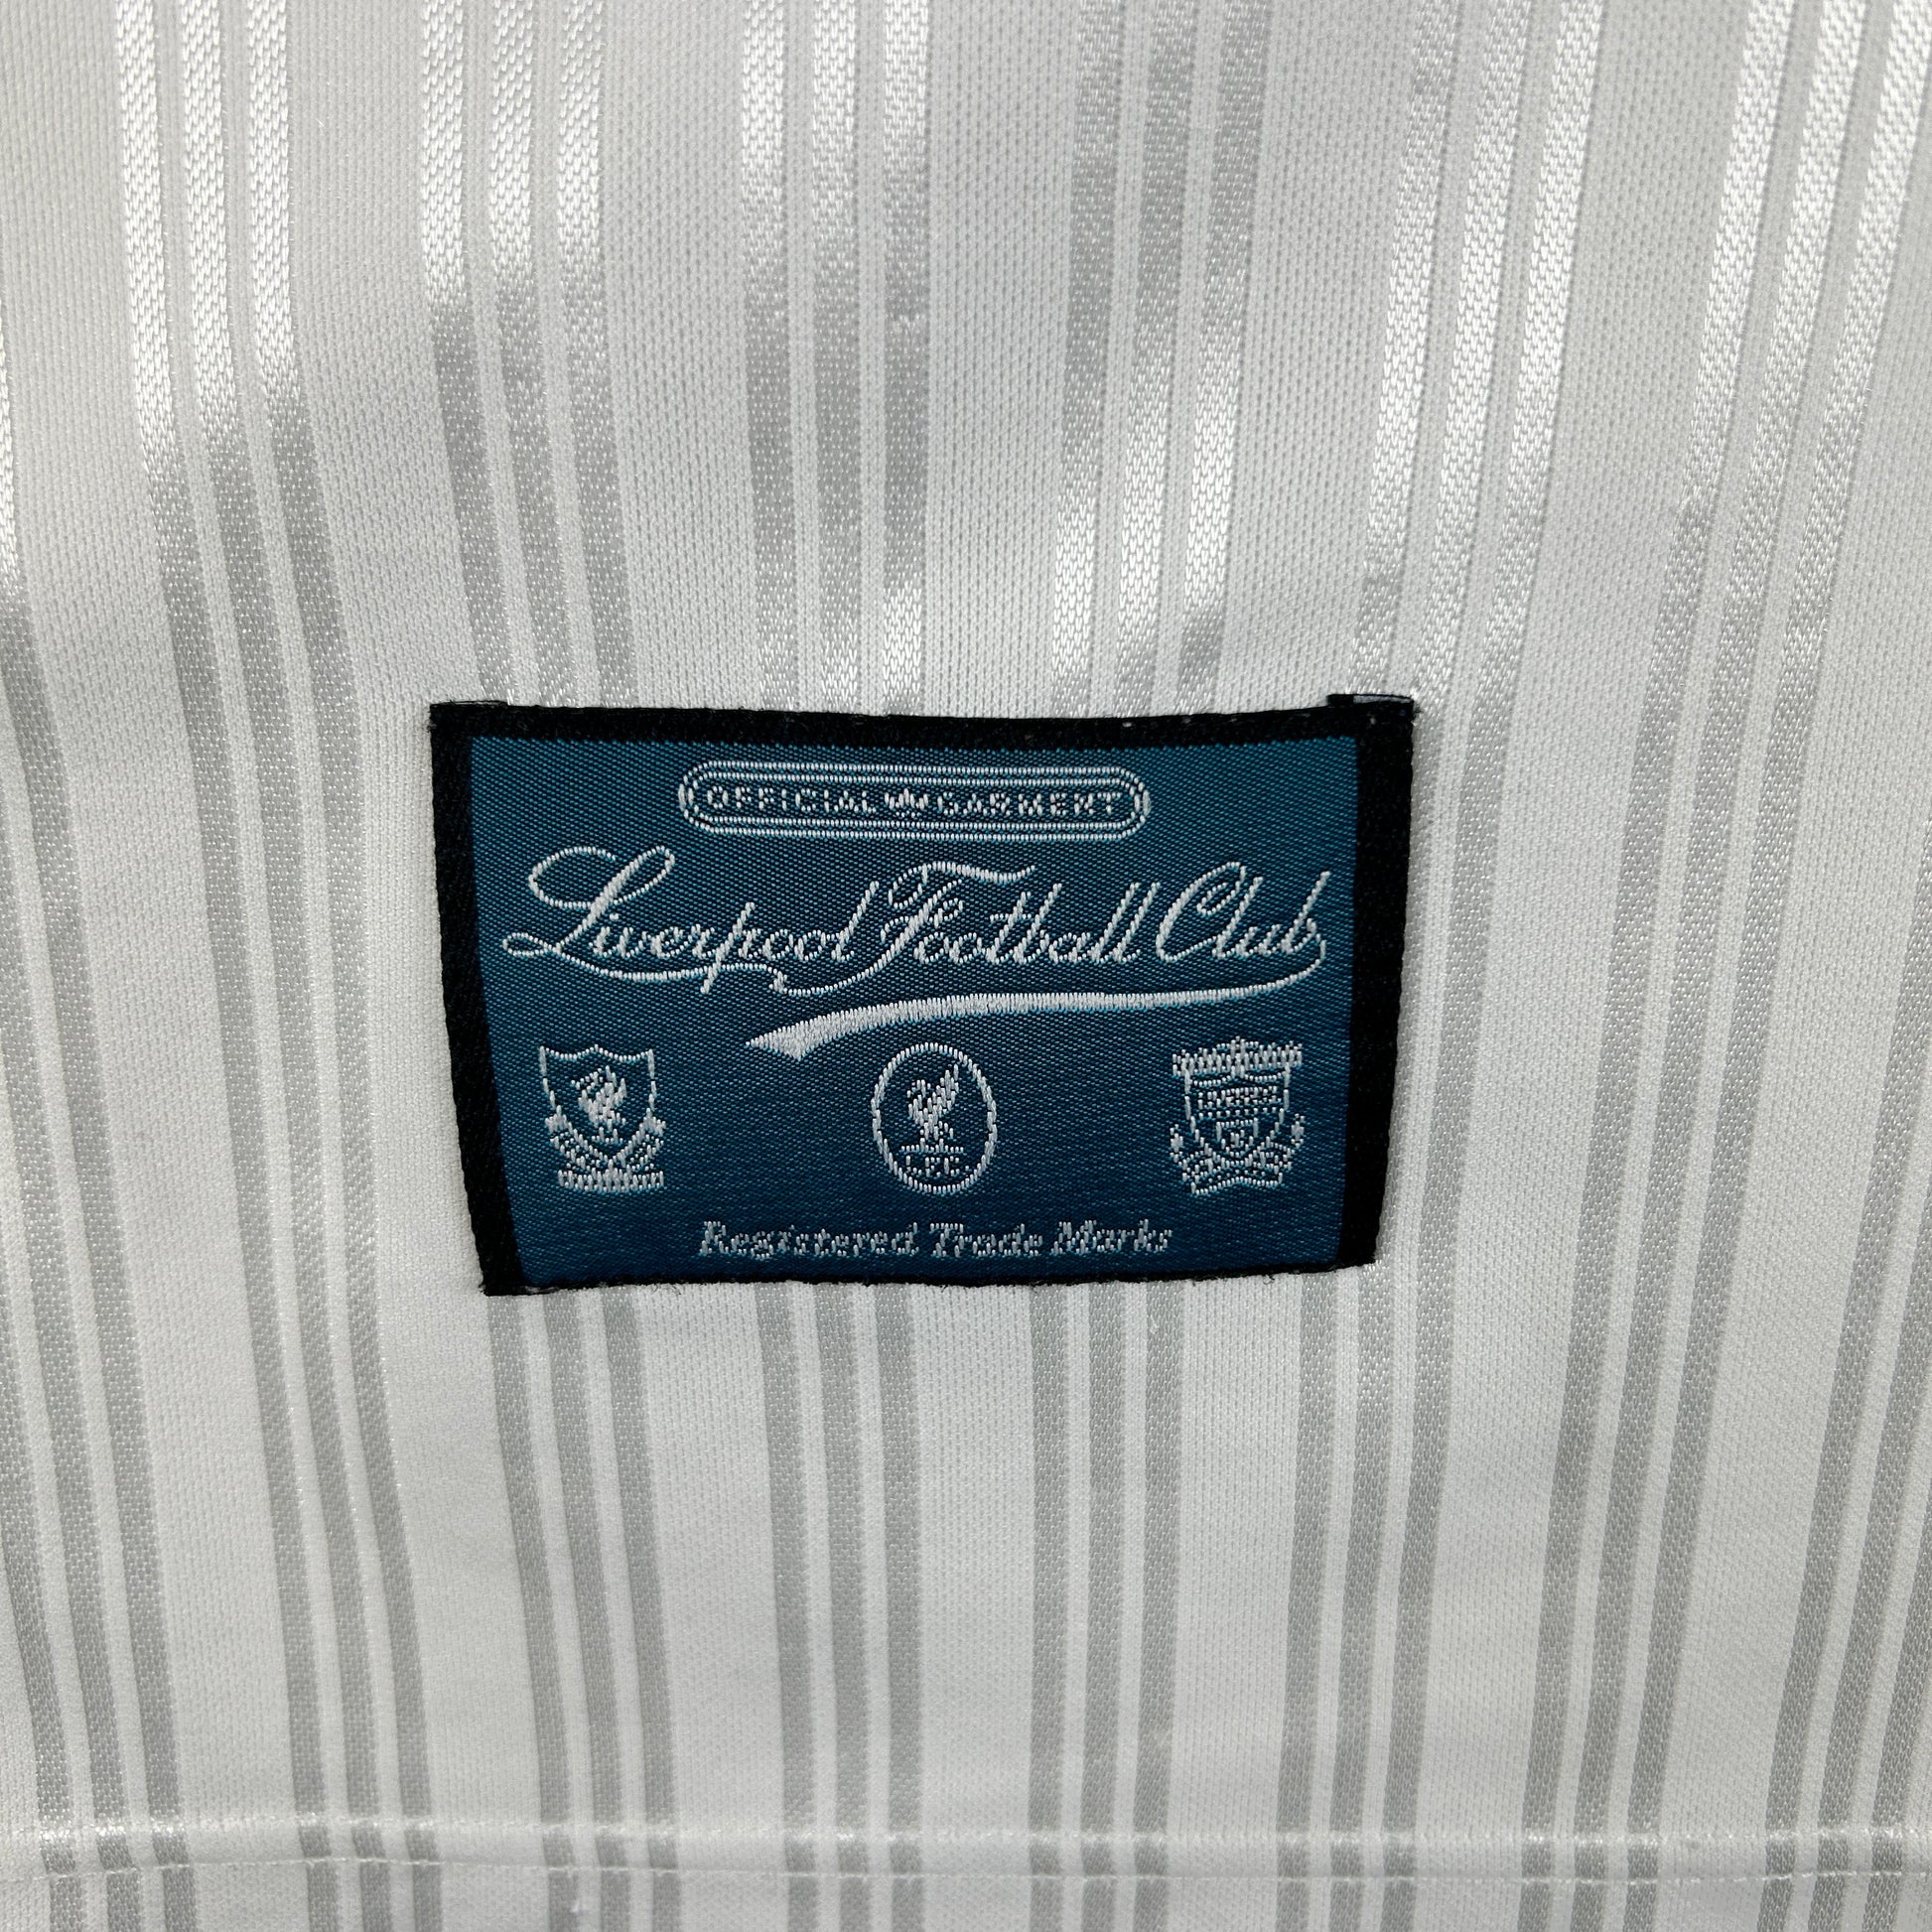 OFFICIAL GARMENT
Liverpool Football Club
L.F.C.
Registered Trade Marks